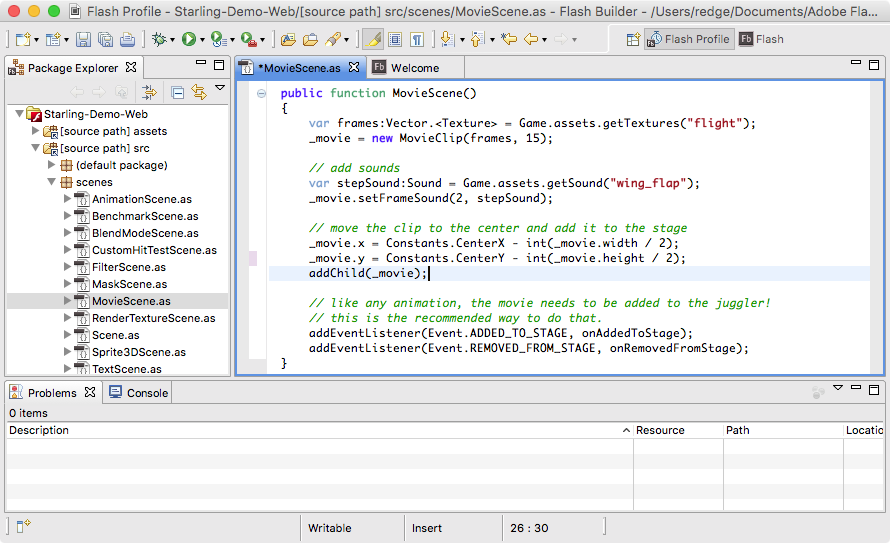 Flash Profile - Starling-Demo-Web/[source path] src/scenes/MovieScene.as - Flash Builder - /Users/redge/Documents/Adobe Fla...
Flash Profile
Fb Flash
Package Explorer
*MovieScene.as
Fb Welcome
Starling-Demo-Web
[source path] assets
[source path] src
(default package)
scenes
AnimationScene.as
BenchmarkScene.as
BlendModeScene.as
CustomHitTestScene.as
FilterScene.as
MaskScene.as
MovieScene.as
RenderTextureScene.as
Scene.as
Sprite3DScene.as
TextScene.as
public function MovieScene()
{
var frames:Vector.<Texture> = Game.assets.getTextures("flight");
_movie = new MovieClip(frames, 15);
// add sounds
var stepSound:Sound = Game.assets.getSound("wing_flap");
_movie.setFrameSound(2, stepSound);
// move the clip to the center and add it to the stage
_movie.x = Constants.CenterX - int(_movie.width / 2);
_movie.y = Constants.CenterY - int(_movie.height / 2);
addChild(_movie);
// like any animation, the movie needs to be added to the juggler!
// this is the recommended way to do that.
addEventListener(Event.ADDED_TO_STAGE, onAddedToStage);
addEventListener(Event.REMOVED_FROM_STAGE, onRemovedFromStage);
}
Problems
Console
0 items
Description
Resource
Path
Locatio
Writable
Insert
26 : 30